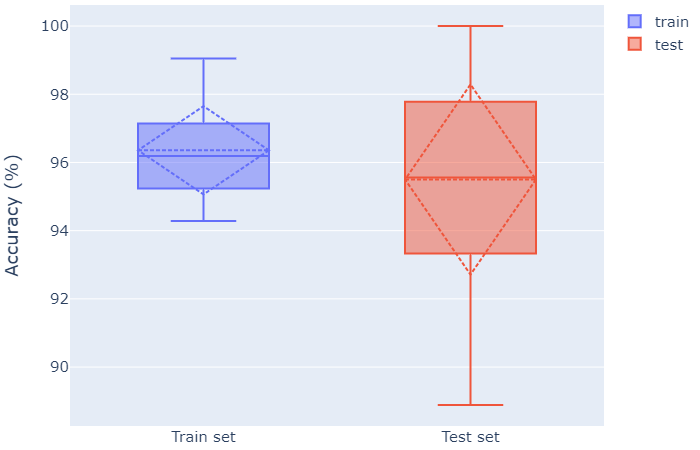 100
98
96
94
92
90
Accuracy (%)
Train set
Test set
train
test